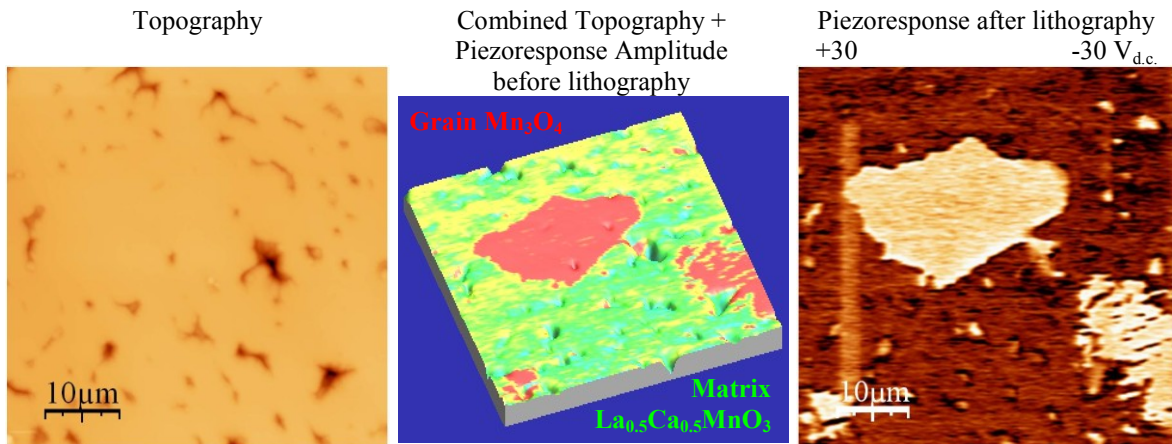 Topography
Combined Topography +
Piezoresponse Amplitude
before lithography
Piezoresponse after lithography
+30 -30 V_d.c.
Grain Mn₃O₄
Matrix
La₀.₅Ca₀.₅MnO₃
10µm
10µm